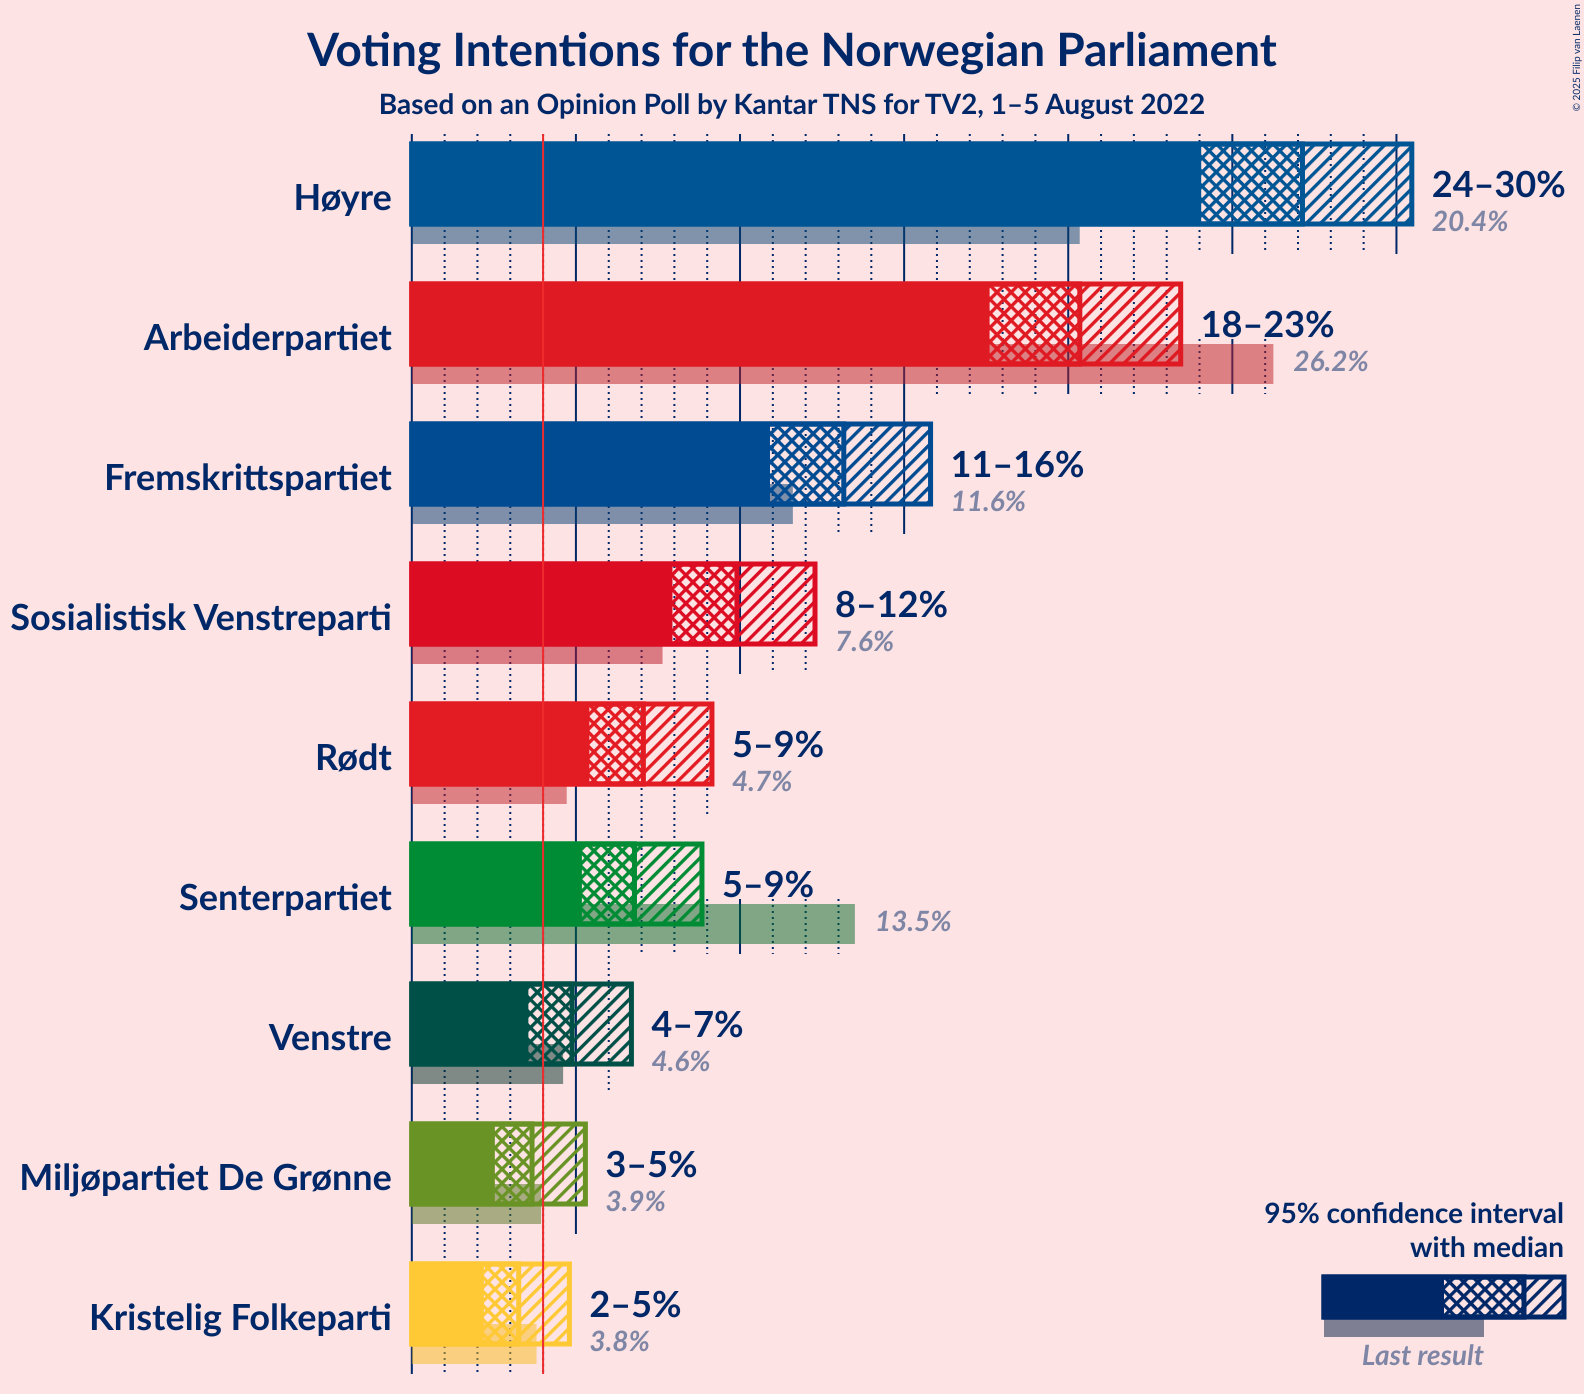 Voting Intentions for the Norwegian Parliament
Based on an Opinion Poll by Kantar TNS for TV2, 1–5 August 2022
© 2025 Filip van Laenen
Høyre
24–30%
20.4%
Arbeiderpartiet
18–23%
26.2%
Fremskrittspartiet
11–16%
11.6%
Sosialistisk Venstreparti
8–12%
7.6%
Rødt
5–9%
4.7%
Senterpartiet
5–9%
13.5%
Venstre
4–7%
4.6%
Miljøpartiet De Grønne
3–5%
3.9%
Kristelig Folkeparti
2–5%
3.8%
95% confidence interval
with median
Last result